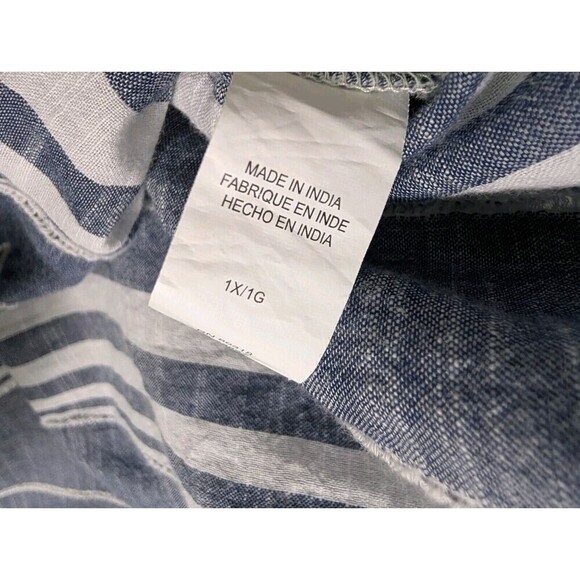 MADE IN INDIA
FABRIQUE EN INDE
HECHO EN INDIA
1X/1G